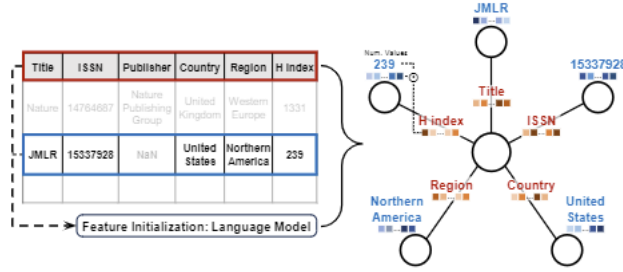 Title ISSN Publisher Country Region H Index
Nature 14764687 Nature Publishing Group United Kingdom Western Europe 1331
JMLR 15337928 NaN United States Northern America 239
Feature Initialization: Language Model
JMLR
Num. Values
239
15337928
Title
H index
ISSN
Region
Country
Northern America
United States